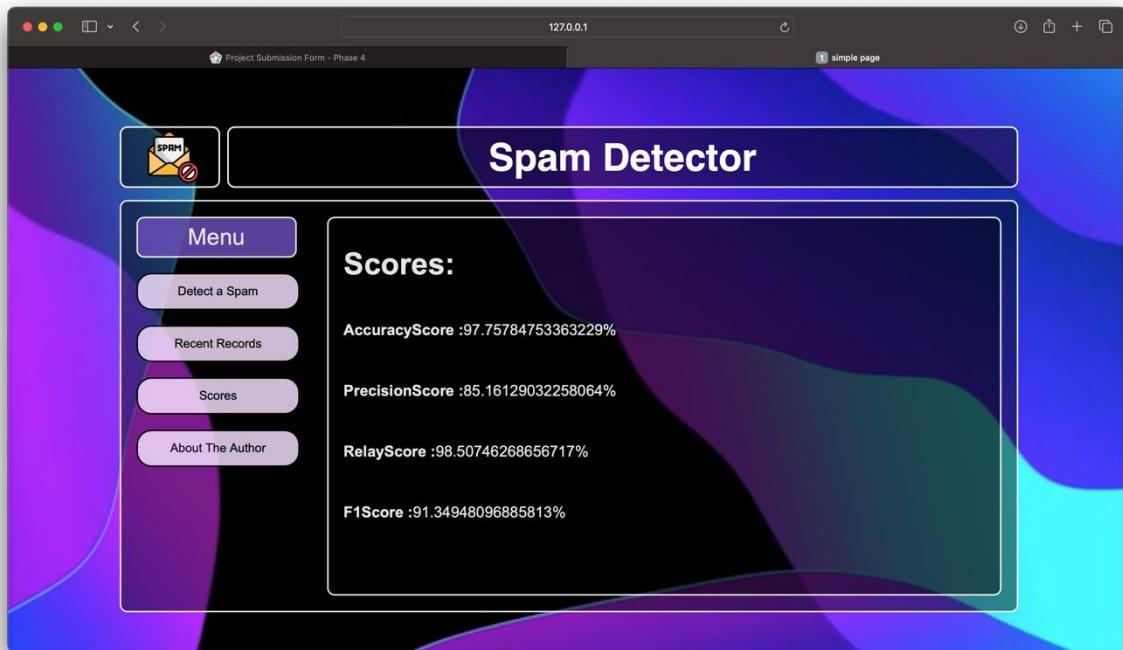 127.0.0.1
Project Submission Form - Phase 4
1 simple page
SPAM
Spam Detector
Menu
Detect a Spam
Recent Records
Scores
About The Author
Scores:
AccuracyScore :97.75784753363229%
PrecisionScore :85.16129032258064%
RelayScore :98.50746268656717%
F1Score :91.34948096885813%